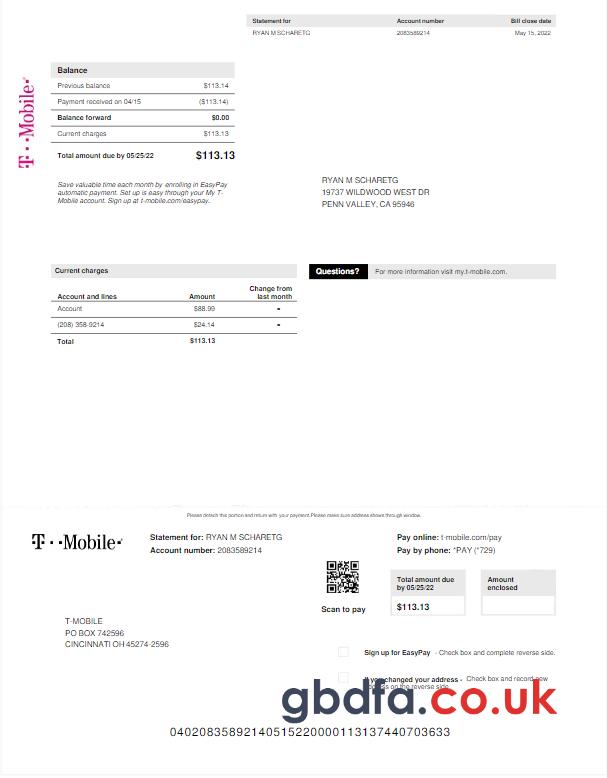 Statement for Account number Bill close date
RYAN M SCHARETG 2083589214 May 15, 2022
T··Mobile·
Balance
Previous balance $113.14
Payment received on 04/15 ($113.14)
Balance forward $0.00
Current charges $113.13
Total amount due by 05/25/22 $113.13
Save valuable time each month by enrolling in EasyPay
automatic payment. Set up is easy through your My T-
Mobile account. Sign up at t-mobile.com/easypay.
RYAN M SCHARETG
19737 WILDWOOD WEST DR
PENN VALLEY, CA 95946
Current charges
Account and lines Amount Change from
last month
Account $88.99 -
(208) 358-9214 $24.14 -
Total $113.13
Questions? For more information visit my.t-mobile.com.
Please detach this portion and return with your payment.Please make sure address shows through window.
T··Mobile·
Statement for: RYAN M SCHARETG
Account number: 2083589214
Pay online: t-mobile.com/pay
Pay by phone: *PAY (*729)
Scan to pay
Total amount due
by 05/25/22
$113.13
Amount
enclosed
T-MOBILE
PO BOX 742596
CINCINNATI OH 45274-2596
Sign up for EasyPay - Check box and complete reverse side.
If you changed your address - Check box and record new
address on the reverse side.
gbdfa.co.uk
04020835892140515220000113137440703633